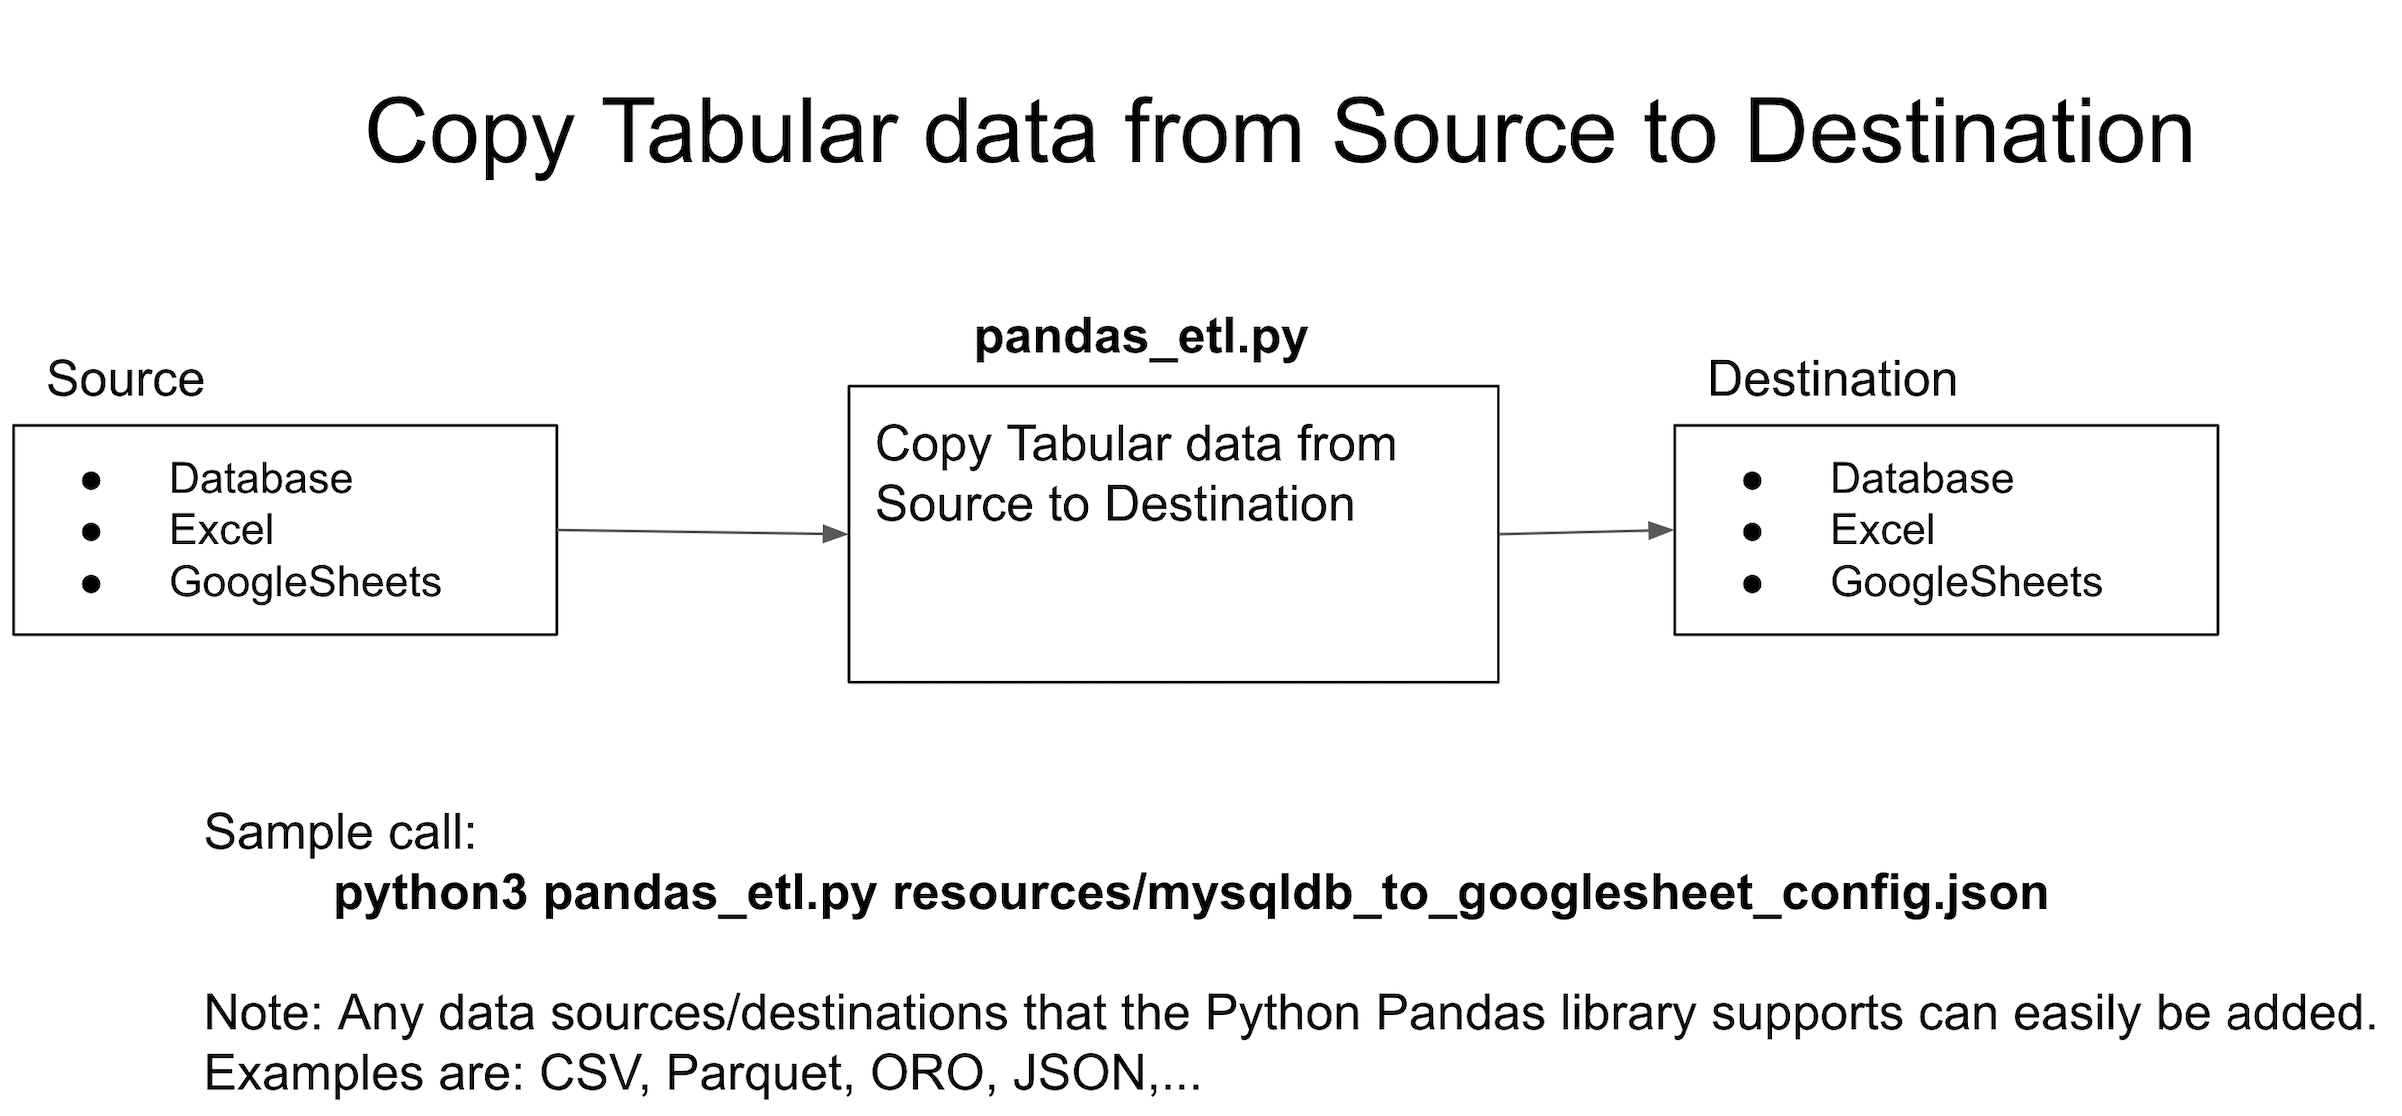 Copy Tabular data from Source to Destination
pandas_etl.py
Source
Destination
Copy Tabular data from
Source to Destination
● Database
● Excel
● GoogleSheets
● Database
● Excel
● GoogleSheets
Sample call:
python3 pandas_etl.py resources/mysqldb_to_googlesheet_config.json
Note: Any data sources/destinations that the Python Pandas library supports can easily be added.
Examples are: CSV, Parquet, ORO, JSON,...